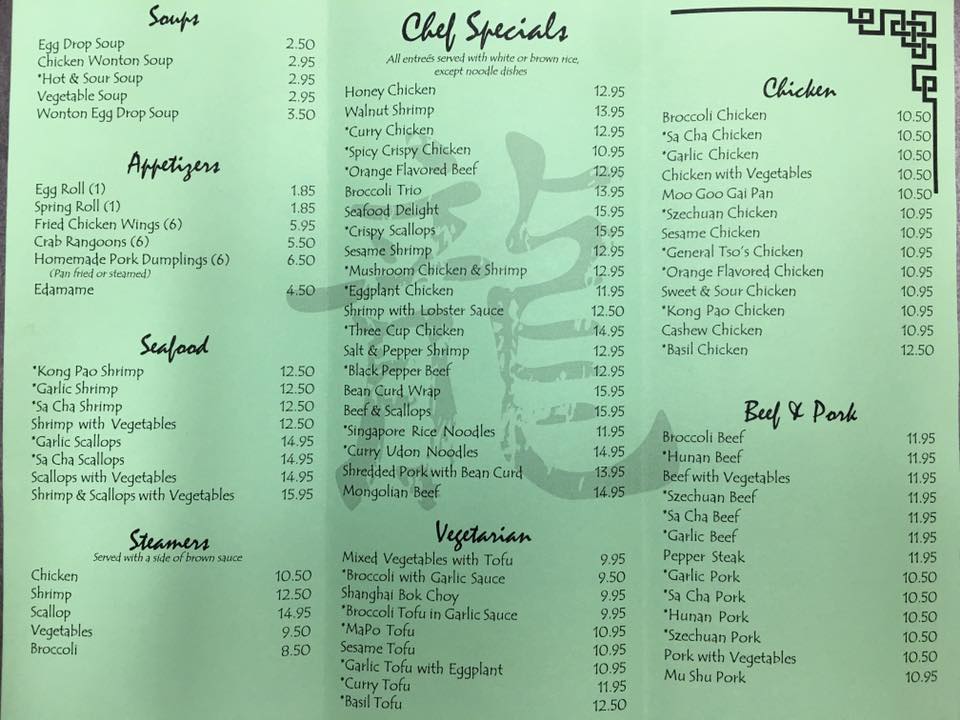 Soups
Egg Drop Soup 2.50
Chicken Wonton Soup 2.95
*Hot & Sour Soup 2.95
Vegetable Soup 2.95
Wonton Egg Drop Soup 3.50
Appetizers
Egg Roll (1) 1.85
Spring Roll (1) 1.85
Fried Chicken Wings (6) 5.95
Crab Rangoons (6) 5.50
Homemade Pork Dumplings (6) 6.50
(Pan fried or steamed)
Edamame 4.50
Seafood
*Kong Pao Shrimp 12.50
*Garlic Shrimp 12.50
*Sa Cha Shrimp 12.50
Shrimp with Vegetables 12.50
*Garlic Scallops 14.95
*Sa Cha Scallops 14.95
Scallops with Vegetables 14.95
Shrimp & Scallops with Vegetables 15.95
Steamers
Served with a side of brown sauce
Chicken 10.50
Shrimp 12.50
Scallop 14.95
Vegetables 9.50
Broccoli 8.50
Chef Specials
All entreés served with white or brown rice,
except noodle dishes
Honey Chicken 12.95
Walnut Shrimp 13.95
*Curry Chicken 12.95
*Spicy Crispy Chicken 10.95
*Orange Flavored Beef 12.95
Broccoli Trio 13.95
Seafood Delight 15.95
*Crispy Scallops 15.95
Sesame Shrimp 12.95
*Mushroom Chicken & Shrimp 12.95
*Eggplant Chicken 11.95
Shrimp with Lobster Sauce 12.50
*Three Cup Chicken 14.95
Salt & Pepper Shrimp 12.95
*Black Pepper Beef 12.95
Bean Curd Wrap 15.95
Beef & Scallops 15.95
*Singapore Rice Noodles 11.95
*Curry Udon Noodles 14.95
Shredded Pork with Bean Curd 13.95
Mongolian Beef 14.95
龍
Vegetarian
Mixed Vegetables with Tofu 9.95
*Broccoli with Garlic Sauce 9.50
Shanghai Bok Choy 9.95
*Broccoli Tofu in Garlic Sauce 9.95
*MaPo Tofu 10.95
Sesame Tofu 10.95
*Garlic Tofu with Eggplant 10.95
*Curry Tofu 11.95
*Basil Tofu 12.50
Chicken
Broccoli Chicken 10.50
*Sa Cha Chicken 10.50
*Garlic Chicken 10.50
Chicken with Vegetables 10.50
Moo Goo Gai Pan 10.50
*Szechuan Chicken 10.95
Sesame Chicken 10.95
*General Tso's Chicken 10.95
*Orange Flavored Chicken 10.95
Sweet & Sour Chicken 10.95
*Kong Pao Chicken 10.95
Cashew Chicken 10.95
*Basil Chicken 12.50
Beef & Pork
Broccoli Beef 11.95
*Hunan Beef 11.95
Beef with Vegetables 11.95
*Szechuan Beef 11.95
*Sa Cha Beef 11.95
*Garlic Beef 11.95
Pepper Steak 11.95
*Garlic Pork 10.50
*Sa Cha Pork 10.50
*Hunan Pork 10.50
*Szechuan Pork 10.50
Pork with Vegetables 10.50
Mu Shu Pork 10.95